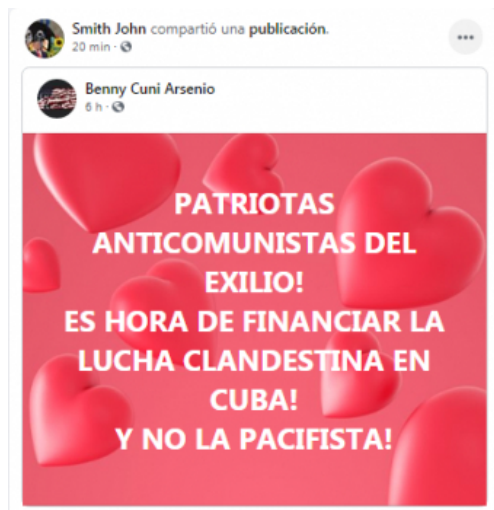 Smith John compartió una publicación.
20 min ·
Benny Cuni Arsenio
6 h ·
PATRIOTAS
ANTICOMUNISTAS DEL
EXILIO!
ES HORA DE FINANCIAR LA
LUCHA CLANDESTINA EN
CUBA!
Y NO LA PACIFISTA!